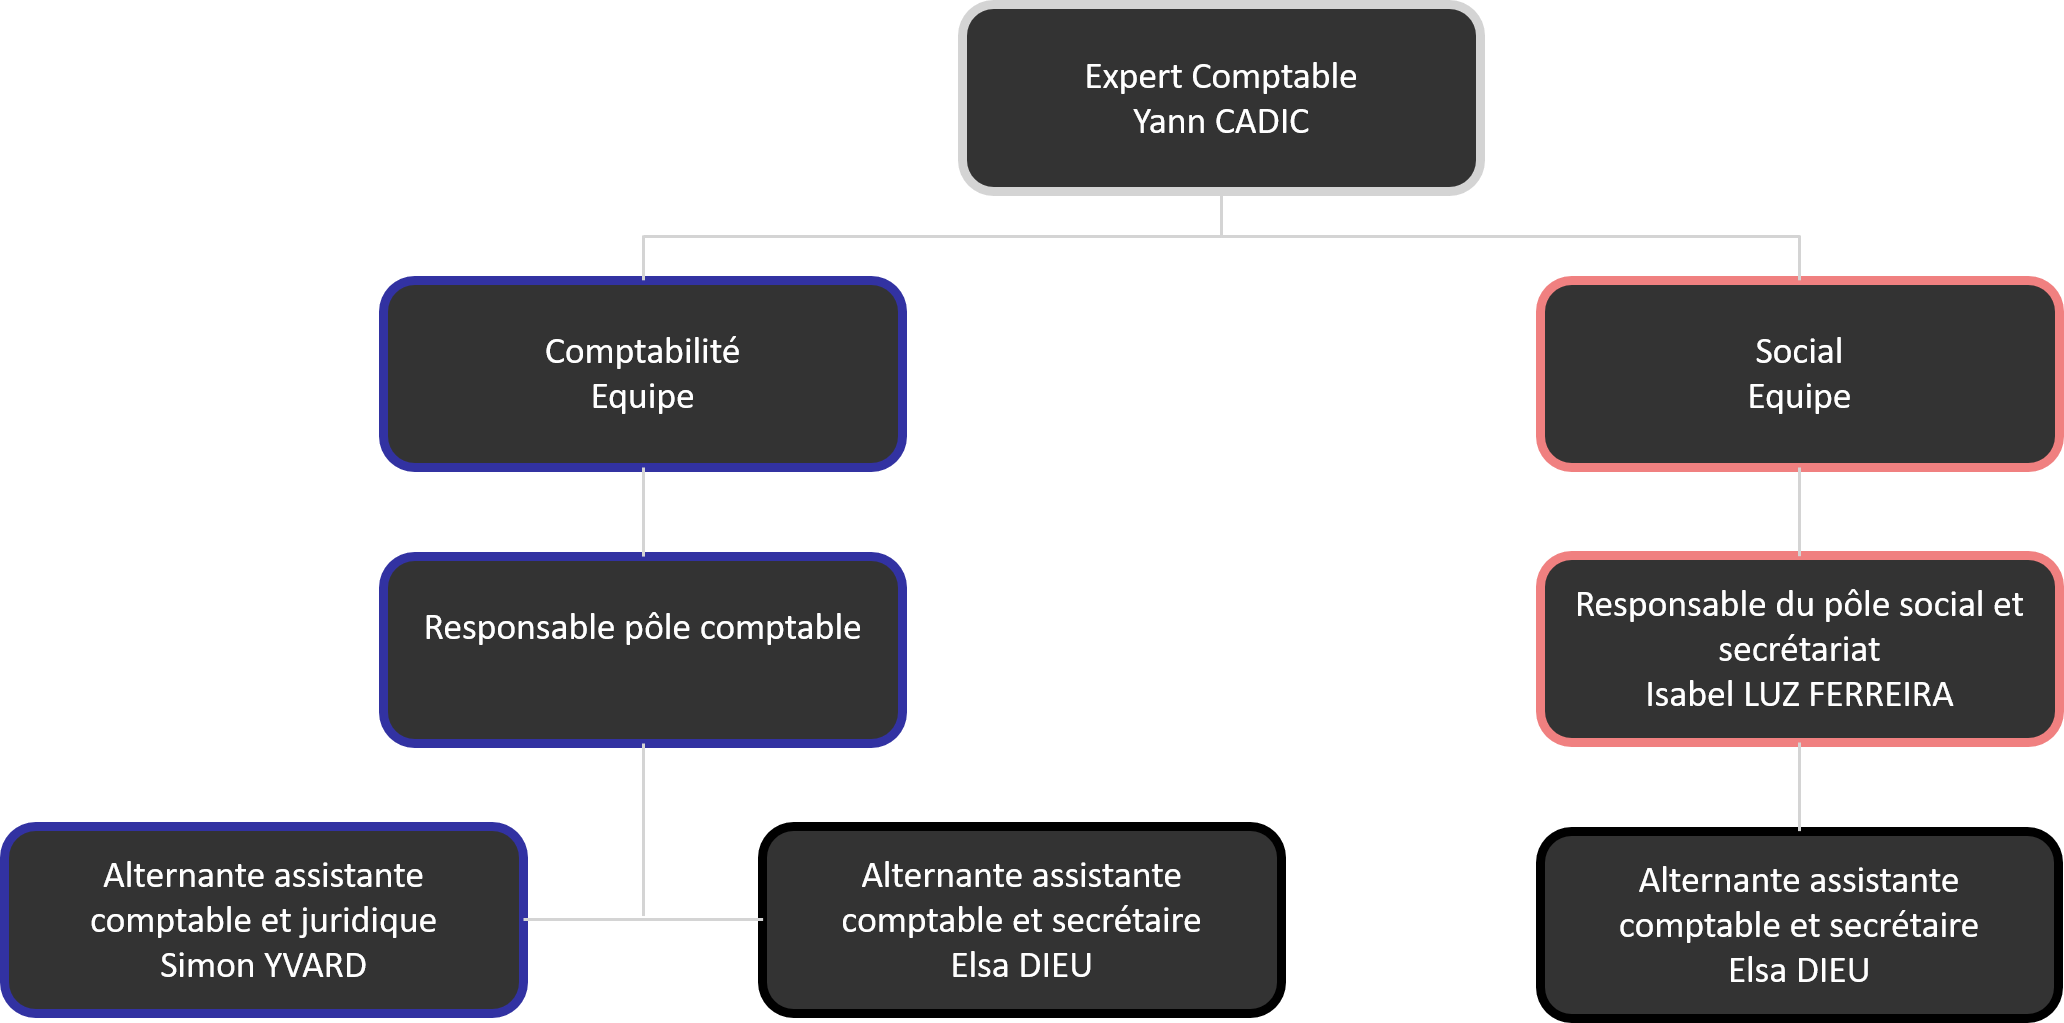 Expert Comptable
Yann CADIC
Comptabilité
Equipe
Social
Equipe
Responsable pôle comptable
Responsable du pôle social et
secrétariat
Isabel LUZ FERREIRA
Alternante assistante
comptable et juridique
Simon YVARD
Alternante assistante
comptable et secrétaire
Elsa DIEU
Alternante assistante
comptable et secrétaire
Elsa DIEU